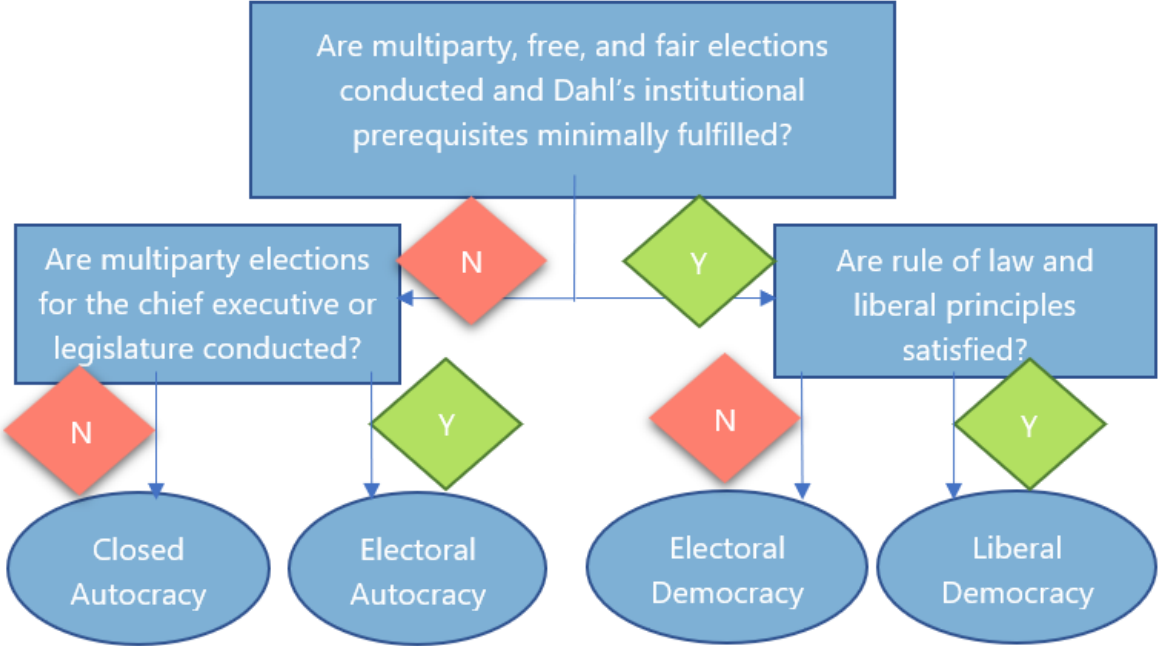 Are multiparty, free, and fair elections
conducted and Dahl's institutional
prerequisites minimally fulfilled?
N
Y
Are multiparty elections
for the chief executive or
legislature conducted?
Are rule of law and
liberal principles
satisfied?
N
Y
N
Y
Closed
Autocracy
Electoral
Autocracy
Electoral
Democracy
Liberal
Democracy